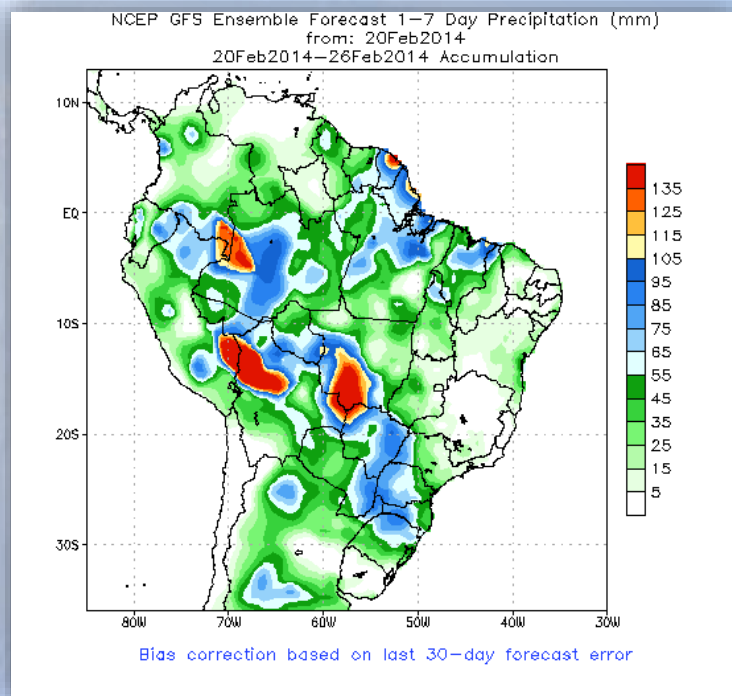 NCEP GFS Ensemble Forecast 1-7 Day Precipitation (mm)
from: 20Feb2014
20Feb2014-26Feb2014 Accumulation
10N
EQ
10S
20S
30S
80W 70W 60W 50W 40W 30W
135
125
115
105
95
85
75
65
55
45
35
25
15
5
Bias correction based on last 30-day forecast error